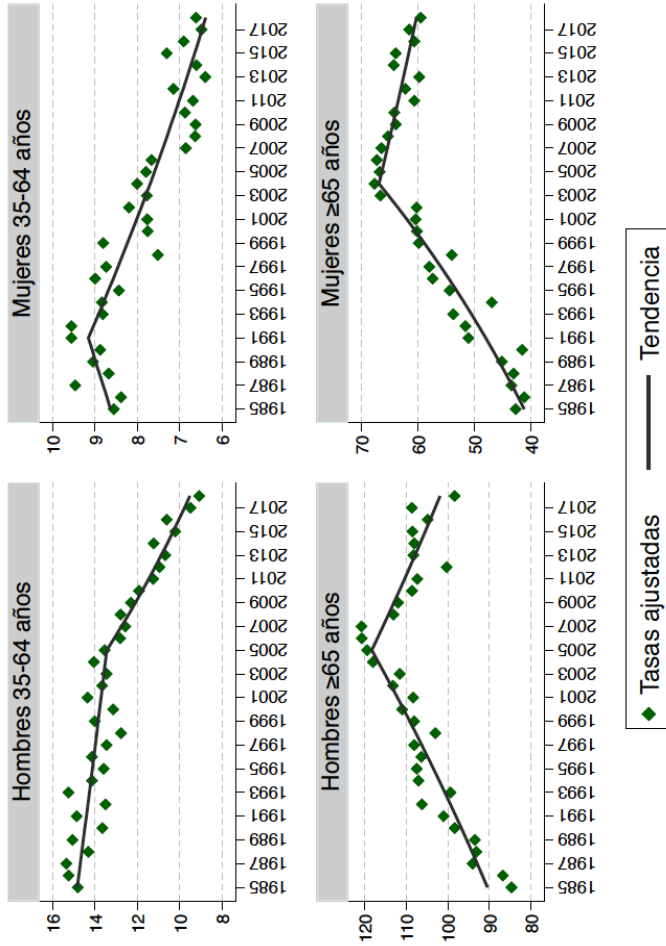 Hombres 35-64 años
16
14
12
10
8
1985 1987 1989 1991 1993 1995 1997 1999 2001 2003 2005 2007 2009 2011 2013 2015 2017
Mujeres 35-64 años
10
9
8
7
6
1985 1987 1989 1991 1993 1995 1997 1999 2001 2003 2005 2007 2009 2011 2013 2015 2017
Hombres ≥65 años
120
110
100
90
80
1985 1987 1989 1991 1993 1995 1997 1999 2001 2003 2005 2007 2009 2011 2013 2015 2017
Mujeres ≥65 años
70
60
50
40
1985 1987 1989 1991 1993 1995 1997 1999 2001 2003 2005 2007 2009 2011 2013 2015 2017
Tasas ajustadas Tendencia